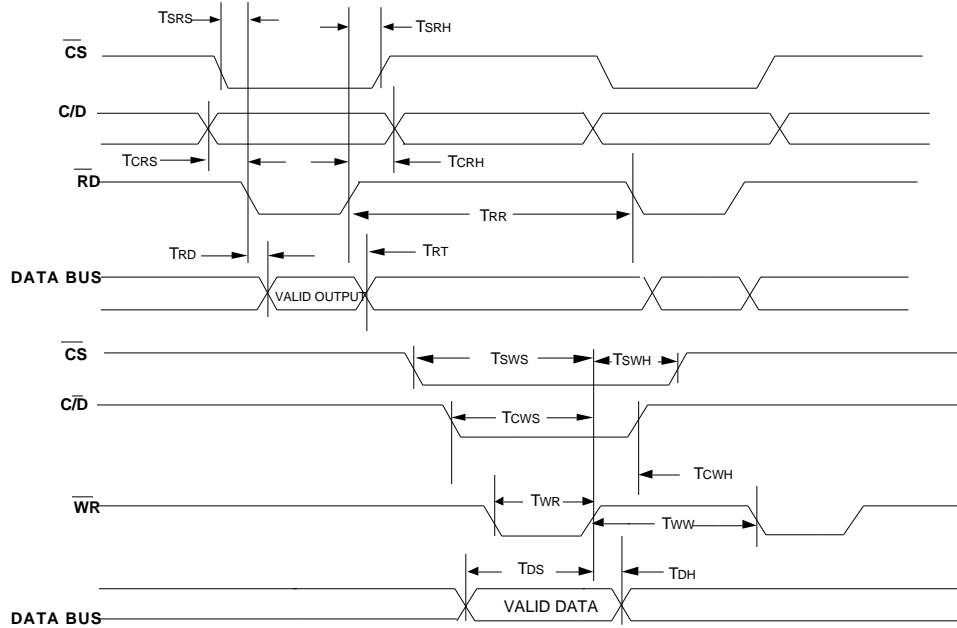 TSRS
TSRH
CS
C/D
TCRS
TCRH
RD
TRR
TRD
TRT
DATA BUS
VALID OUTPUT
CS
TSWS
TSWH
C/D
TCWS
TCWH
WR
TWR
TWW
TDS
TDH
VALID DATA
DATA BUS